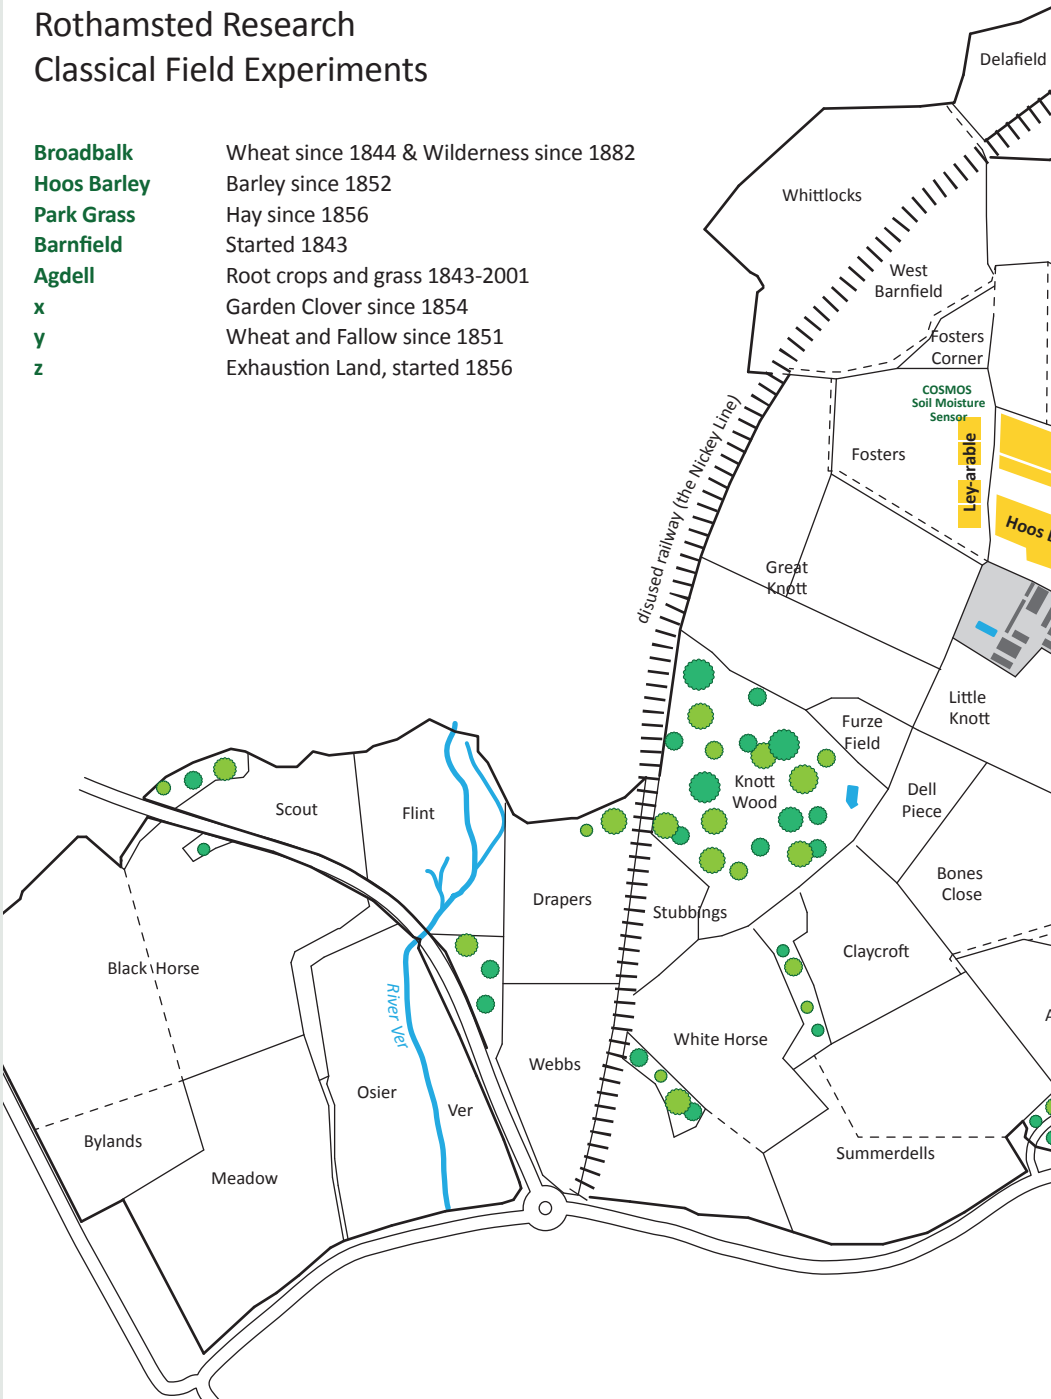 Rothamsted Research
Classical Field Experiments
Broadbalk Wheat since 1844 & Wilderness since 1882
Hoos Barley Barley since 1852
Park Grass Hay since 1856
Barnfield Started 1843
Agdell Root crops and grass 1843-2001
x Garden Clover since 1854
y Wheat and Fallow since 1851
z Exhaustion Land, started 1856
Delafield
Whittlocks
West
Barnfield
Fosters
Corner
COSMOS
Soil Moisture
Sensor
disused railway (the Nickey Line)
Fosters
Ley-arable
Hoos
Great
Knott
Little
Knott
Furze
Field
Knott
Wood
Dell
Piece
Scout
Flint
Bones
Close
Drapers
Stubbings
Claycroft
Black Horse
River Ver
White Horse
Webbs
Osier
Ver
Bylands
Summerdells
Meadow